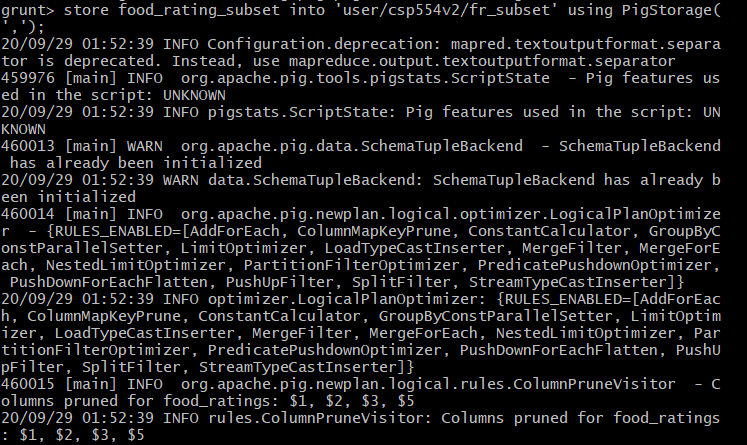 grunt> store food_rating_subset into 'user/csp554v2/fr_subset' using PigStorage(
',');
20/09/29 01:52:39 INFO Configuration.deprecation: mapred.textoutputformat.separa
tor is deprecated. Instead, use mapreduce.output.textoutputformat.separator
459976 [main] INFO  org.apache.pig.tools.pigstats.ScriptState  - Pig features us
ed in the script: UNKNOWN
20/09/29 01:52:39 INFO pigstats.ScriptState: Pig features used in the script: UN
KNOWN
460013 [main] WARN  org.apache.pig.data.SchemaTupleBackend  - SchemaTupleBackend
 has already been initialized
20/09/29 01:52:39 WARN data.SchemaTupleBackend: SchemaTupleBackend has already b
een initialized
460014 [main] INFO  org.apache.pig.newplan.logical.optimizer.LogicalPlanOptimize
r  - {RULES_ENABLED=[AddForEach, ColumnMapKeyPrune, ConstantCalculator, GroupByC
onstParallelSetter, LimitOptimizer, LoadTypeCastInserter, MergeFilter, MergeForE
ach, NestedLimitOptimizer, PartitionFilterOptimizer, PredicatePushdownOptimizer,
 PushDownForEachFlatten, PushUpFilter, SplitFilter, StreamTypeCastInserter]}
20/09/29 01:52:39 INFO optimizer.LogicalPlanOptimizer: {RULES_ENABLED=[AddForEac
h, ColumnMapKeyPrune, ConstantCalculator, GroupByConstParallelSetter, LimitOptim
izer, LoadTypeCastInserter, MergeFilter, MergeForEach, NestedLimitOptimizer, Par
titionFilterOptimizer, PredicatePushdownOptimizer, PushDownForEachFlatten, PushU
pFilter, SplitFilter, StreamTypeCastInserter]}
460015 [main] INFO  org.apache.pig.newplan.logical.rules.ColumnPruneVisitor  - C
olumns pruned for food_ratings: $1, $2, $3, $5
20/09/29 01:52:39 INFO rules.ColumnPruneVisitor: Columns pruned for food_ratings
: $1, $2, $3, $5